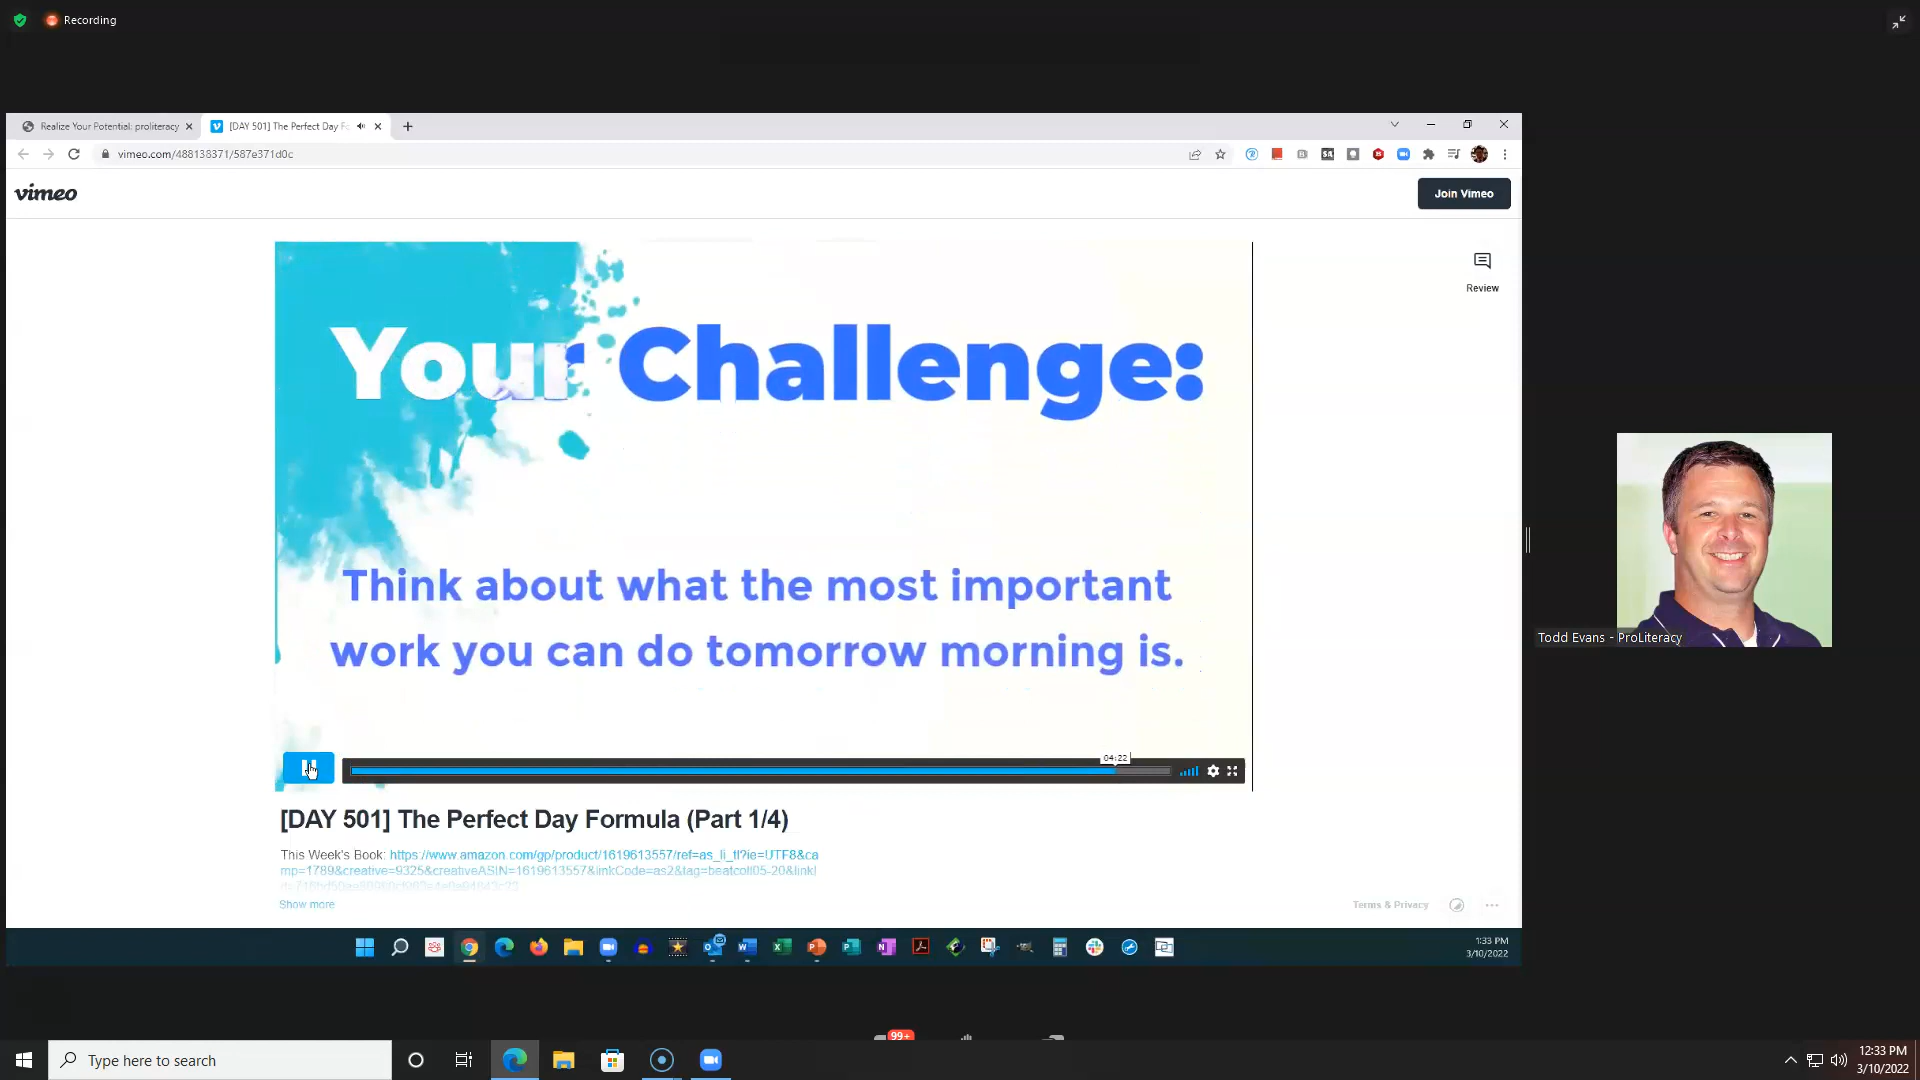 Recording
Realize Your Potential: proliteracy
[DAY 501] The Perfect Day Fo
vimeo.com/488138371/587e371d0c
vimeo
Join Vimeo
Review
Your Challenge:
Think about what the most important
work you can do tomorrow morning is.
04:22
[DAY 501] The Perfect Day Formula (Part 1/4)
This Week's Book: https://www.amazon.com/gp/product/1619613557/ref=as_li_tl?ie=UTF8&ca
mp=1789&creative=9325&creativeASIN=1619613557&linkCode=as2&tag=beatcoll05-20&linkI
Show more
Terms & Privacy
Todd Evans - ProLiteracy
1:33 PM
3/10/2022
99+
Type here to search
12:33 PM
3/10/2022